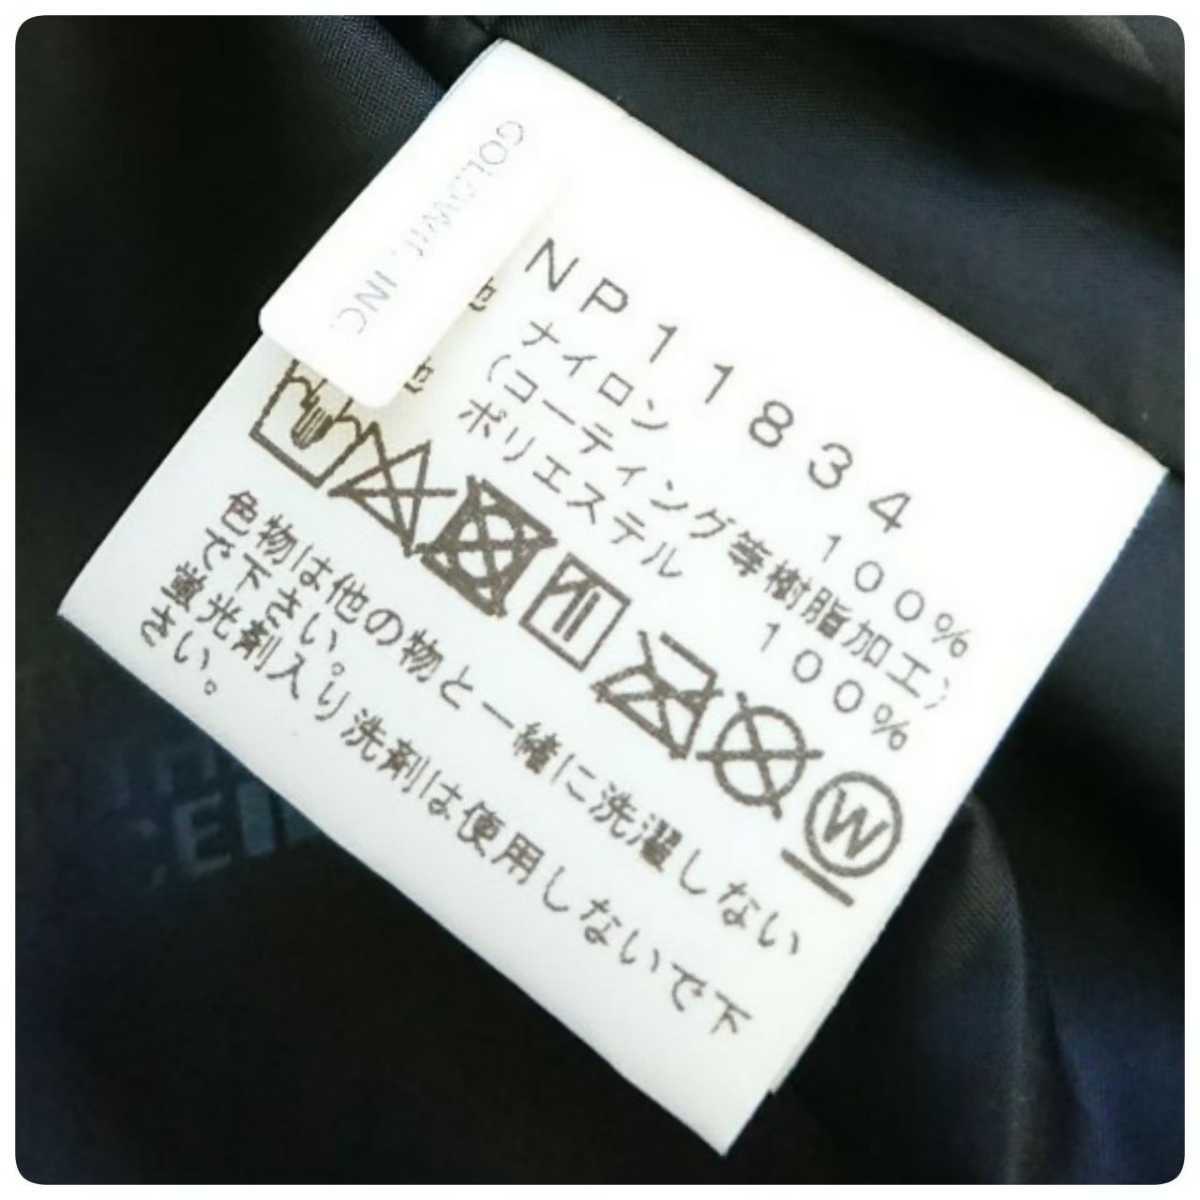 GOLDWIN INC.
NP11834
ナイロン 100%
(コーティング等樹脂加工)
ポリエステル 100%
W
色物は他の物と一緒に洗濯しない
で下さい。
蛍光剤入り洗剤は使用しないで下
さい。